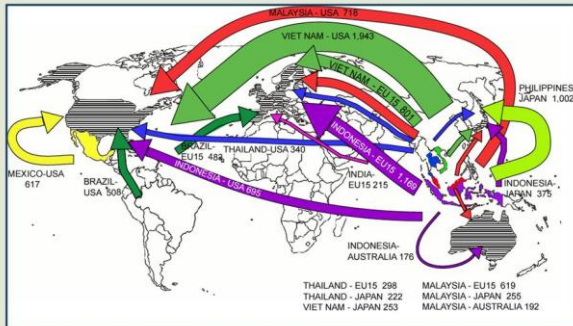 MALAYSIA - USA 718
VIET NAM - USA 1,943
VIET NAM - EU 15 801
PHILIPPINES
JAPAN 1,002
MEXICO-USA
617
BRAZIL-
EU15 482
THAILAND-USA 340
BRAZIL-
USA 508
INDONESIA - USA 695
INDONESIA - EU15 1,169
INDIA-
EU15 215
INDONESIA-
JAPAN 375
INDONESIA-
AUSTRALIA 176
THAILAND - EU15 298
THAILAND - JAPAN 222
VIET NAM - JAPAN 253
MALAYSIA - EU15 619
MALAYSIA - JAPAN 255
MALAYSIA - AUSTRALIA 192